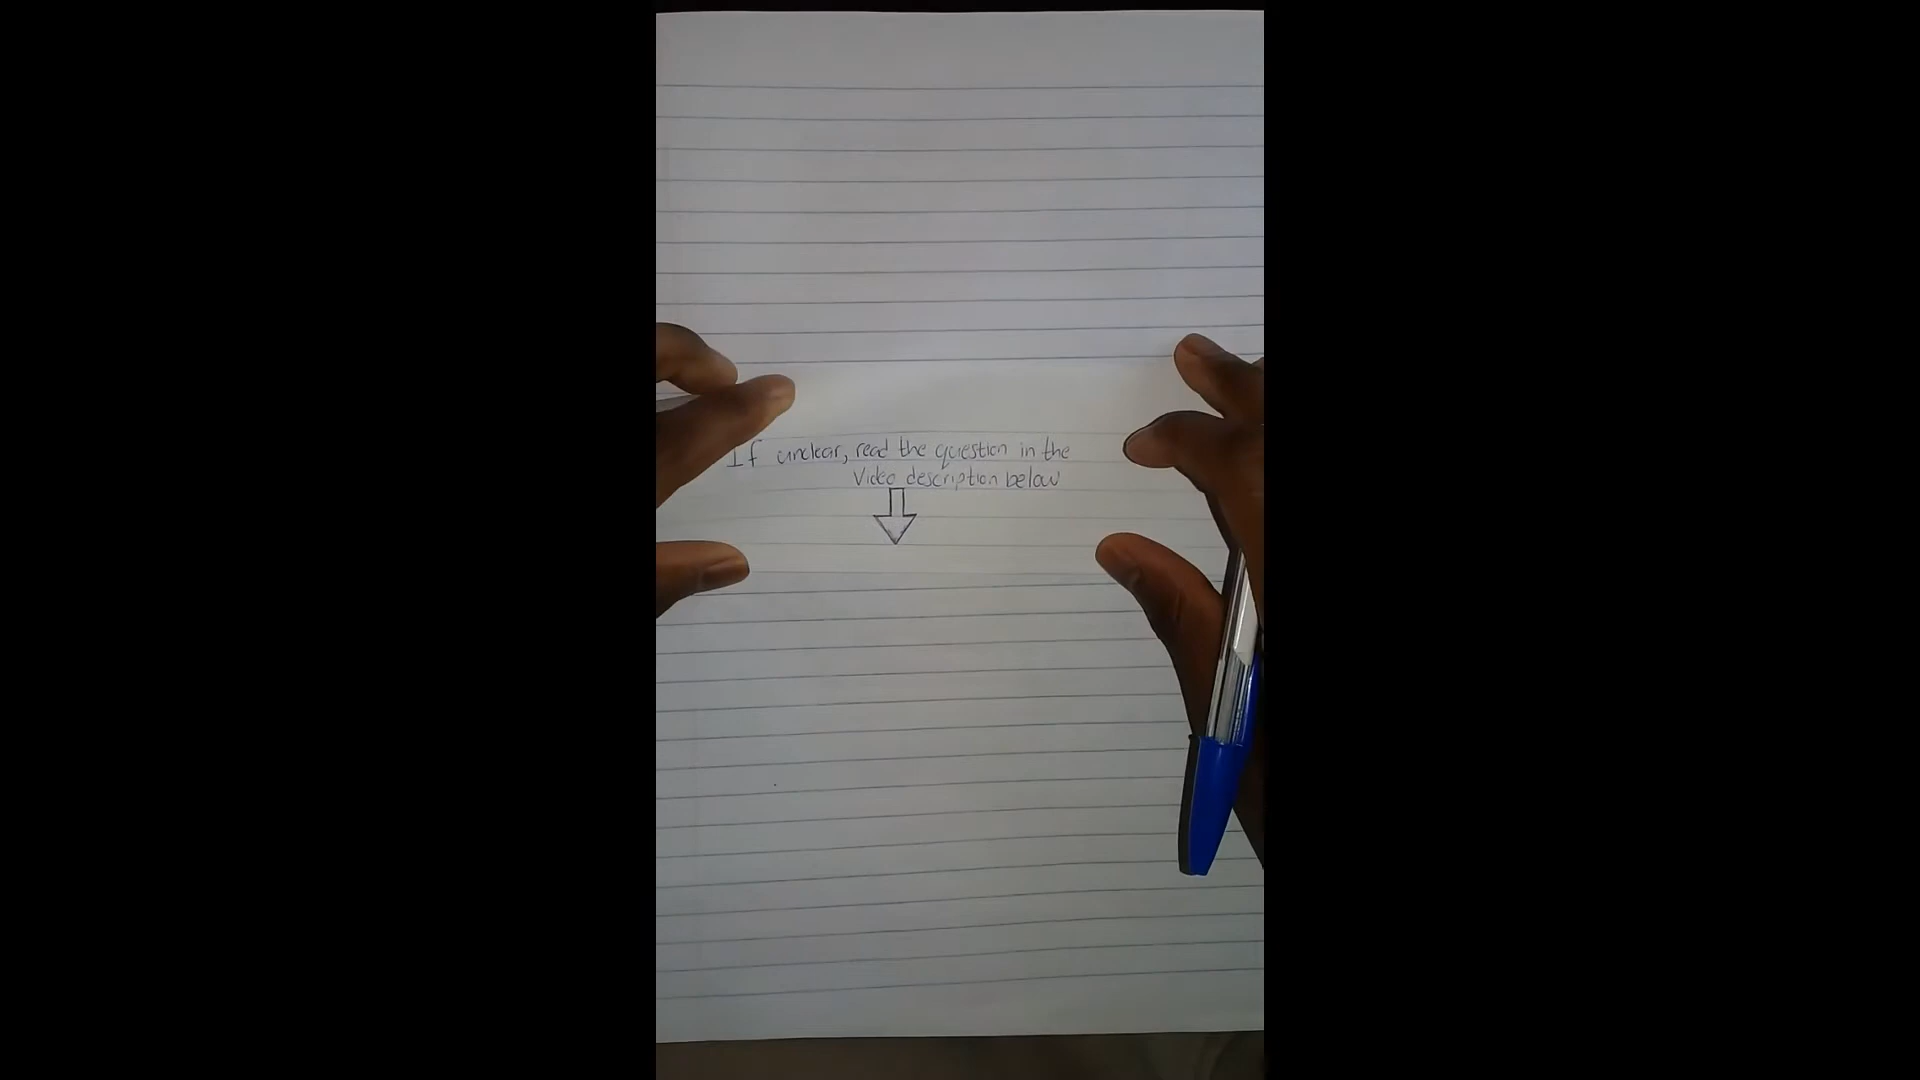 If unclear, read the question in the
Video description below